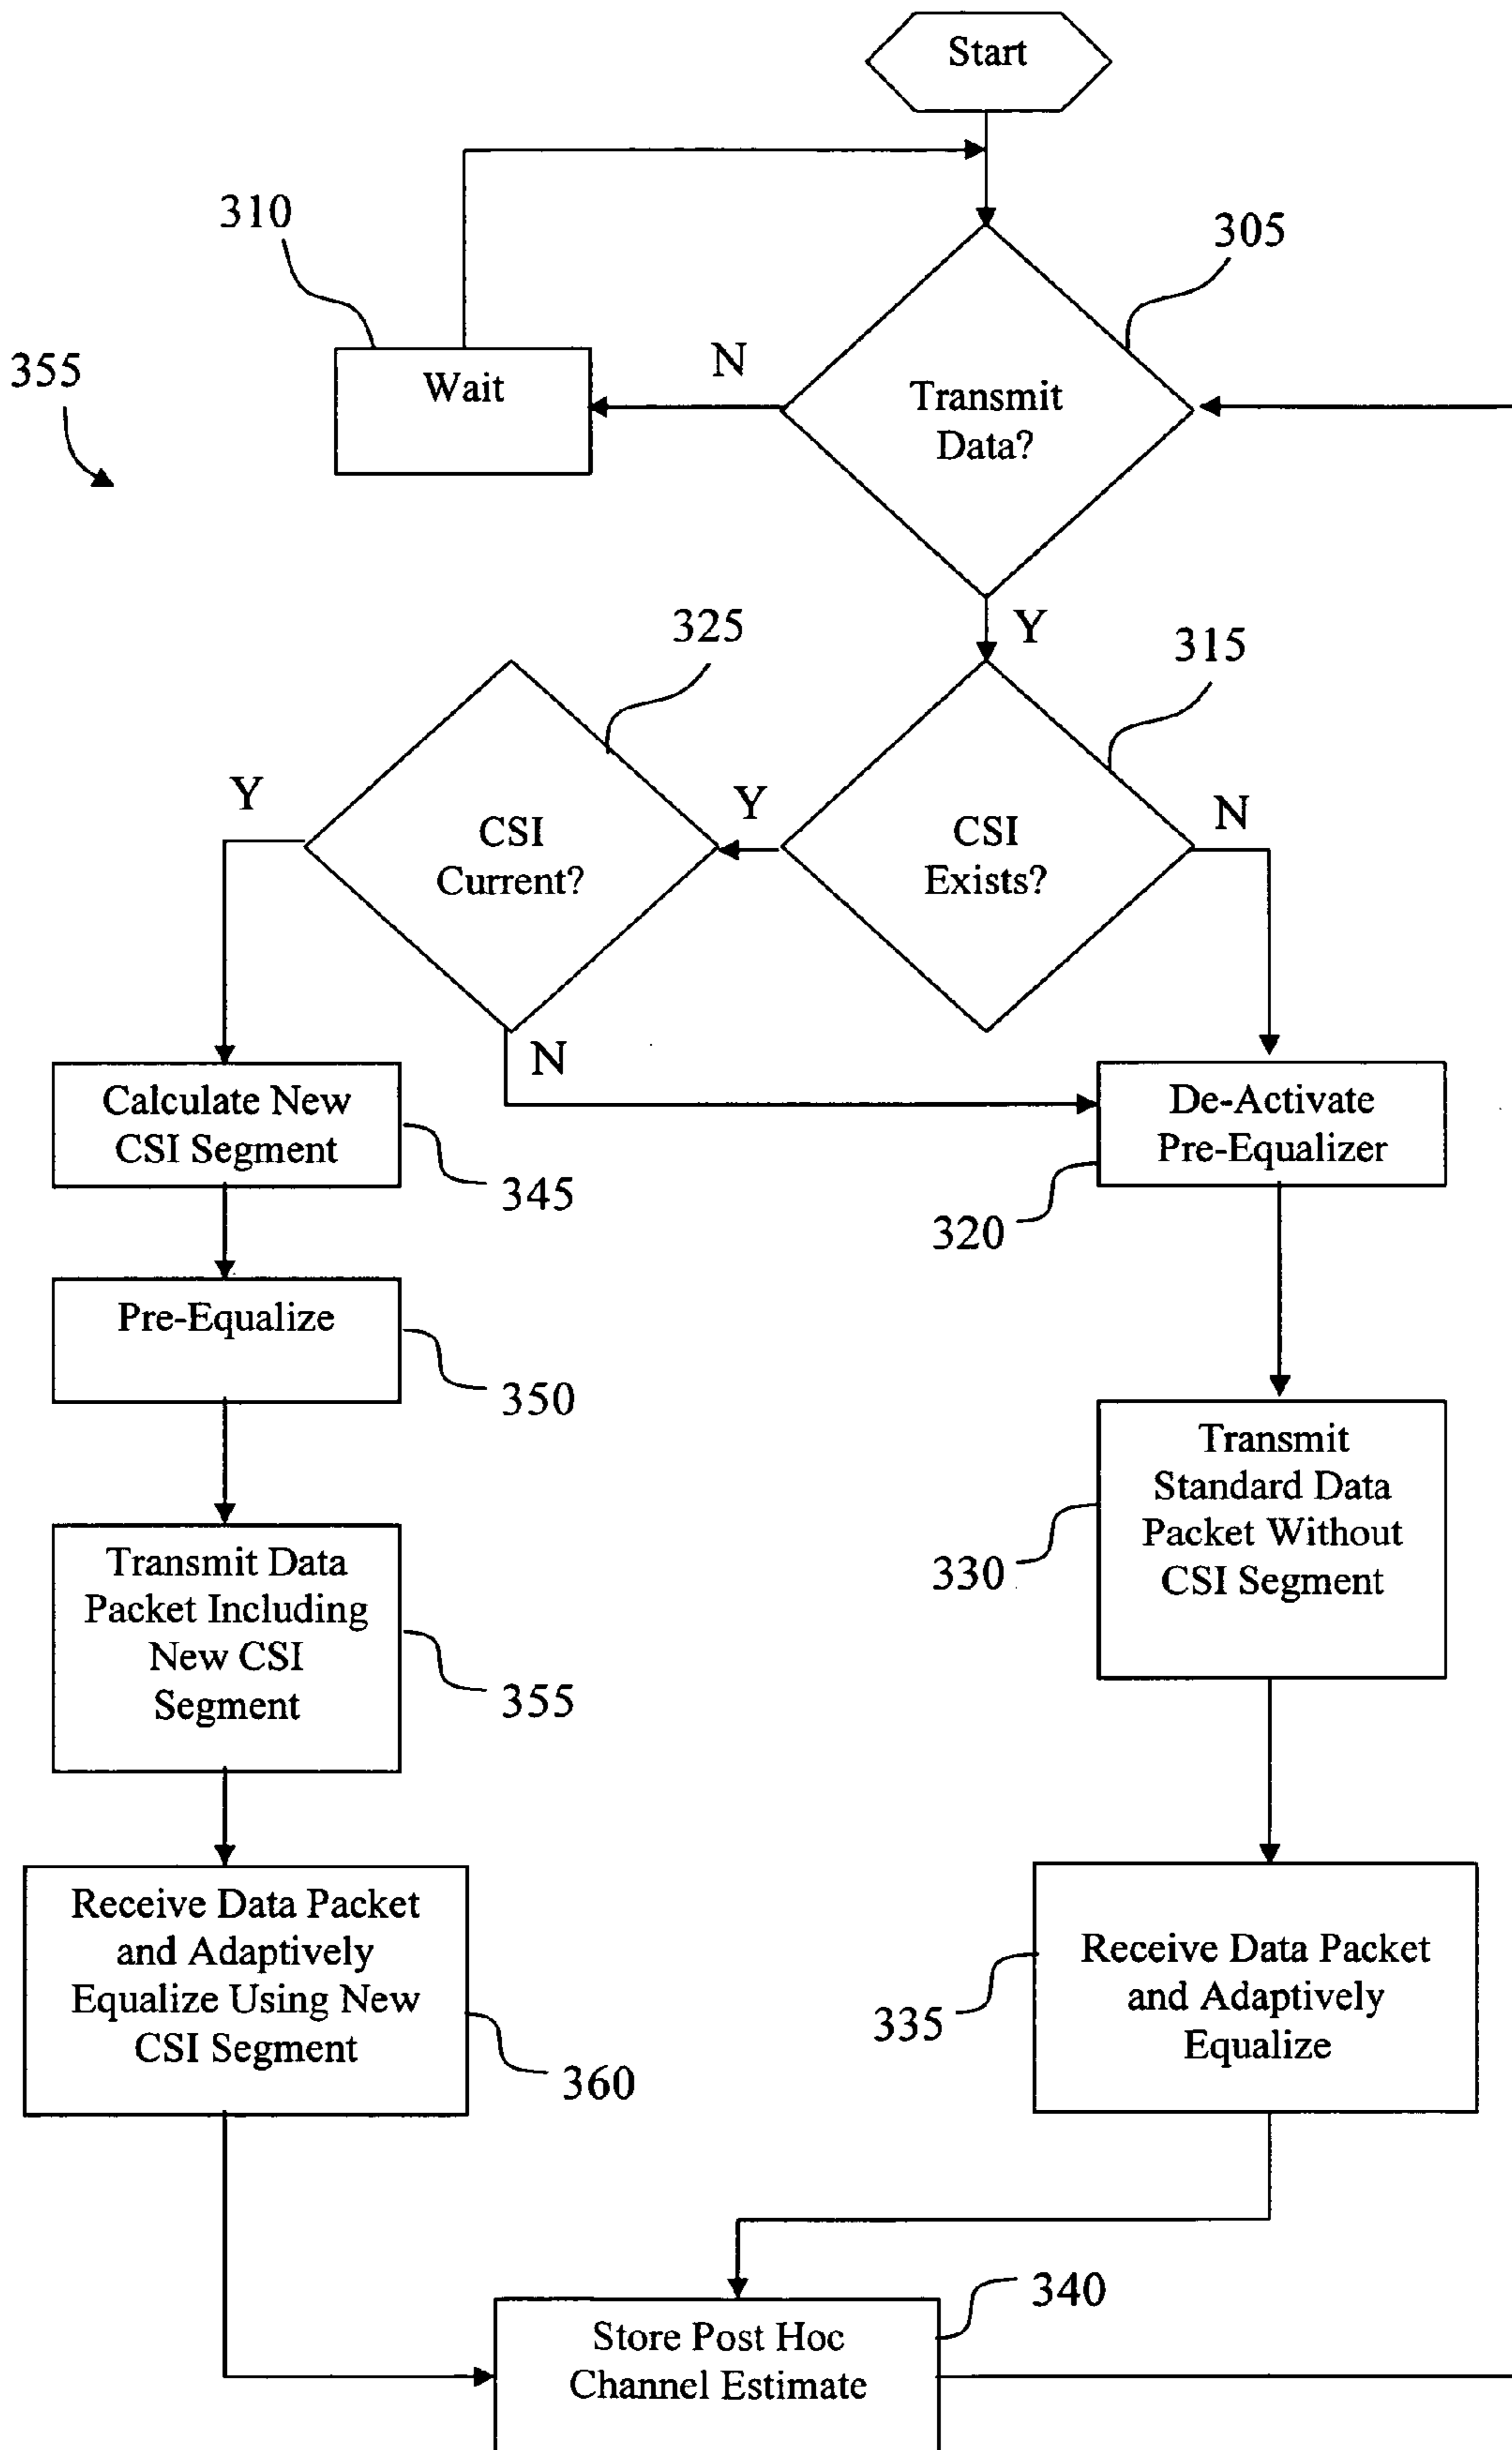 Start
310
305
355
Wait
N
Transmit
Data?
Y
325
315
Y
CSI
Current?
Y
CSI
Exists?
N
N
Calculate New
CSI Segment
345
De-Activate
Pre-Equalizer
320
Pre-Equalize
350
Transmit
Standard Data
Packet Without
CSI Segment
330
Transmit Data
Packet Including
New CSI
Segment
355
Receive Data Packet
and Adaptively
Equalize Using New
CSI Segment
360
Receive Data Packet
and Adaptively
Equalize
335
340
Store Post Hoc
Channel Estimate